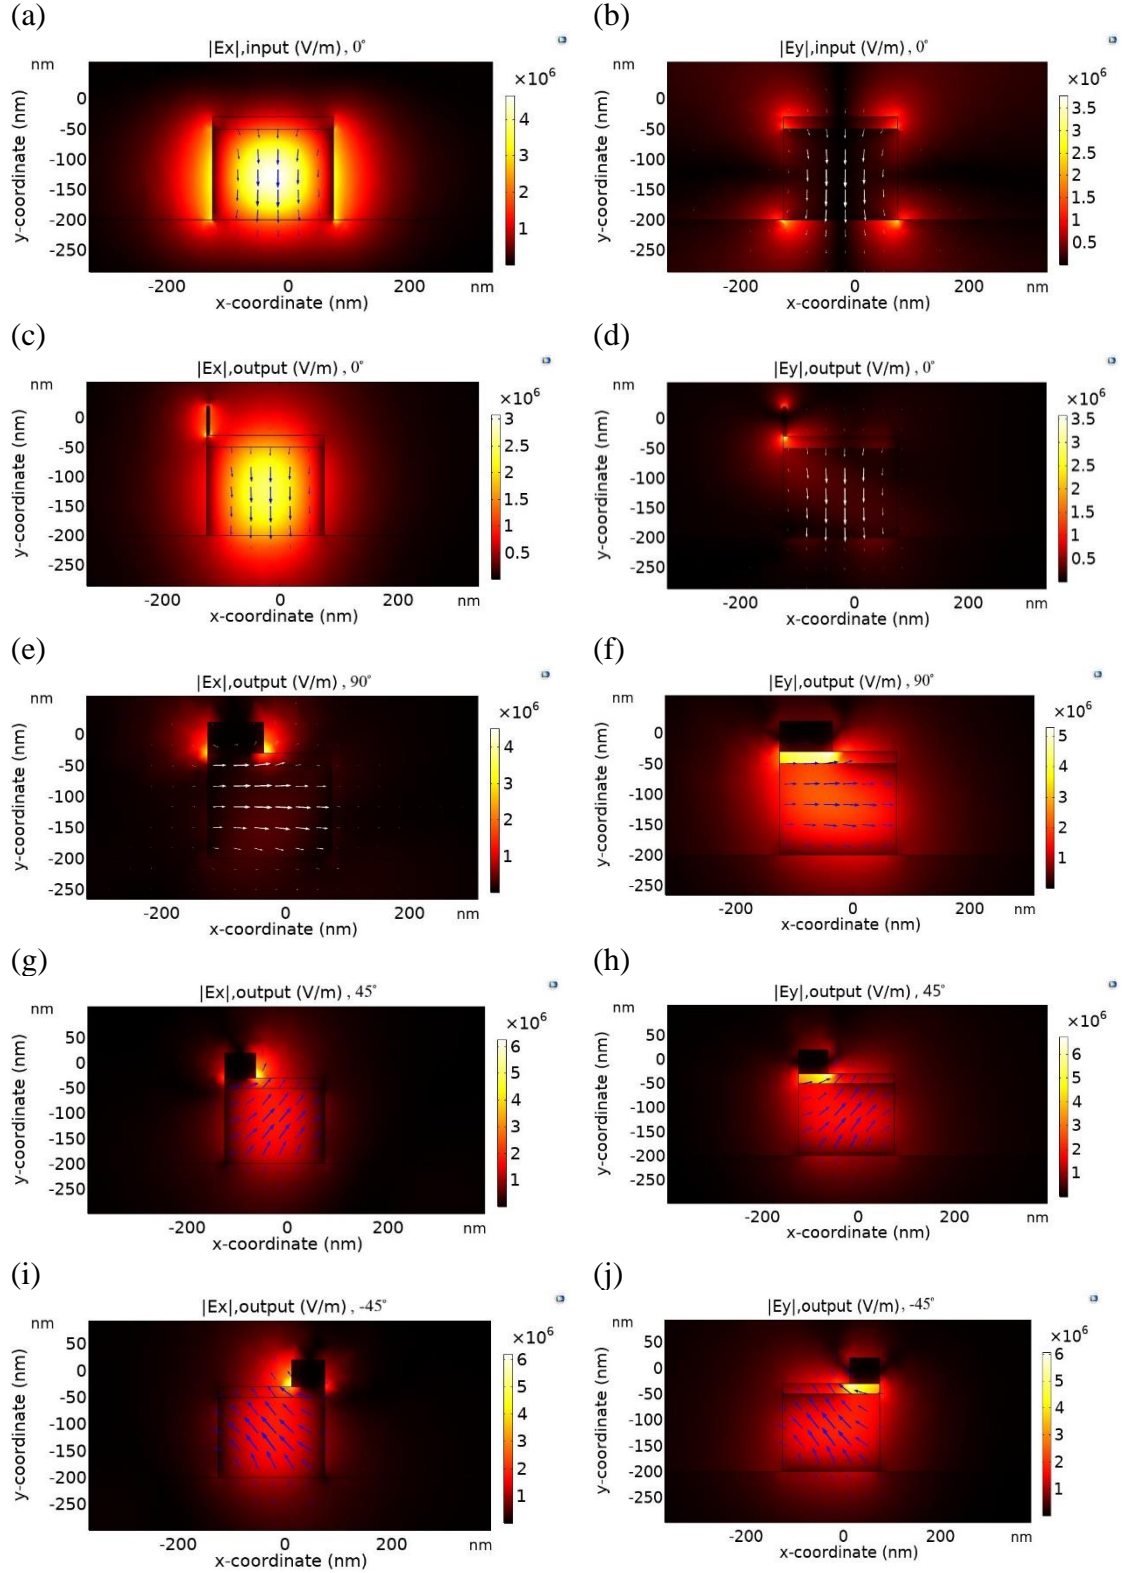 (a)
|Ex|,input (V/m) , 0°
nm
×10⁶
y-coordinate (nm)
0
-50
-100
-150
-200
-250
4
3
2
1
-200 0 200 nm
x-coordinate (nm)
(b)
|Ey|,input (V/m) , 0°
nm
×10⁶
y-coordinate (nm)
0
-50
-100
-150
-200
-250
3.5
3
2.5
2
1.5
1
0.5
-200 0 200 nm
x-coordinate (nm)
(c)
|Ex|,output (V/m) , 0°
nm
×10⁶
y-coordinate (nm)
0
-50
-100
-150
-200
-250
3
2.5
2
1.5
1
0.5
-200 0 200 nm
x-coordinate (nm)
(d)
|Ey|,output (V/m) , 0°
nm
×10⁶
y-coordinate (nm)
0
-50
-100
-150
-200
-250
3.5
3
2.5
2
1.5
1
0.5
-200 0 200 nm
x-coordinate (nm)
(e)
|Ex|,output (V/m) , 90°
nm
×10⁶
y-coordinate (nm)
0
-50
-100
-150
-200
-250
4
3
2
1
-200 0 200 nm
x-coordinate (nm)
(f)
|Ey|,output (V/m) , 90°
nm
×10⁶
y-coordinate (nm)
0
-50
-100
-150
-200
-250
5
4
3
2
1
-200 0 200 nm
x-coordinate (nm)
(g)
|Ex|,output (V/m) , 45°
nm
×10⁶
y-coordinate (nm)
50
0
-50
-100
-150
-200
-250
6
5
4
3
2
1
-200 0 200 nm
x-coordinate (nm)
(h)
|Ey|,output (V/m) , 45°
nm
×10⁶
y-coordinate (nm)
50
0
-50
-100
-150
-200
-250
6
5
4
3
2
1
-200 0 200 nm
x-coordinate (nm)
(i)
|Ex|,output (V/m) , -45°
nm
×10⁶
y-coordinate (nm)
50
0
-50
-100
-150
-200
-250
6
5
4
3
2
1
-200 0 200 nm
x-coordinate (nm)
(j)
|Ey|,output (V/m) , -45°
nm
×10⁶
y-coordinate (nm)
50
0
-50
-100
-150
-200
-250
6
5
4
3
2
1
-200 0 200 nm
x-coordinate (nm)